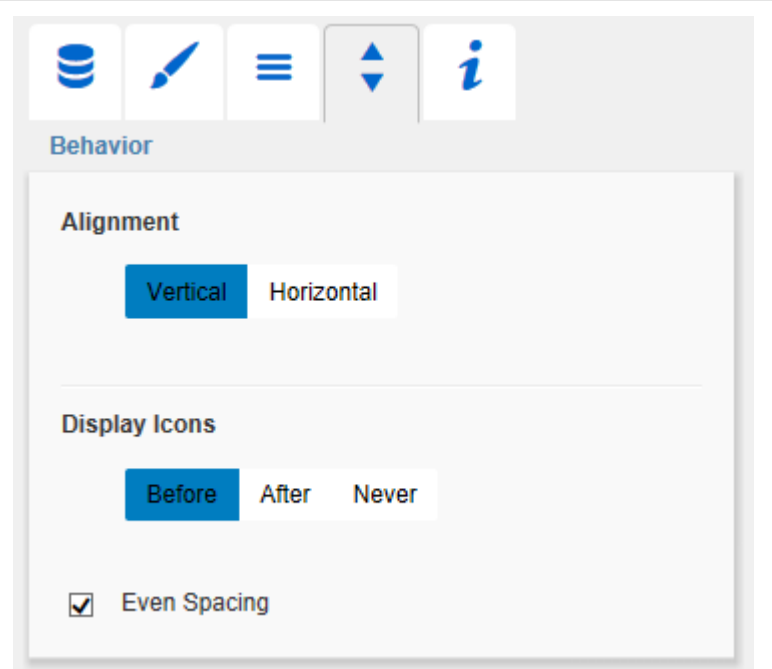 Behavior
Alignment
Vertical Horizontal
Display Icons
Before After Never
Even Spacing